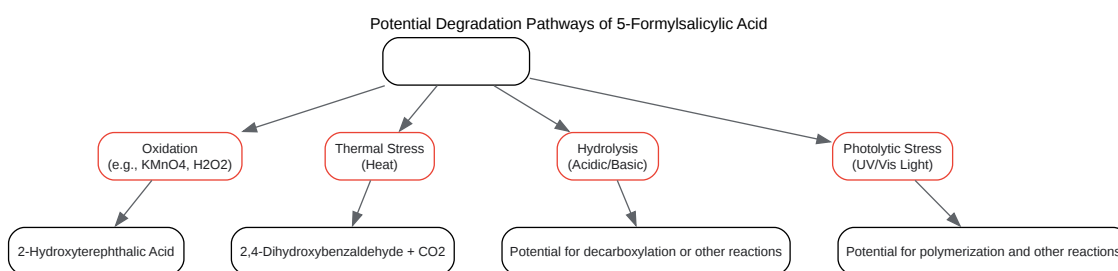 Potential Degradation Pathways of 5-Formylsalicylic Acid
Oxidation
(e.g., KMnO4, H2O2)
Thermal Stress
(Heat)
Hydrolysis
(Acidic/Basic)
Photolytic Stress
(UV/Vis Light)
2-Hydroxyterephthalic Acid
2,4-Dihydroxybenzaldehyde + CO2
Potential for decarboxylation or other reactions
Potential for polymerization and other reactions